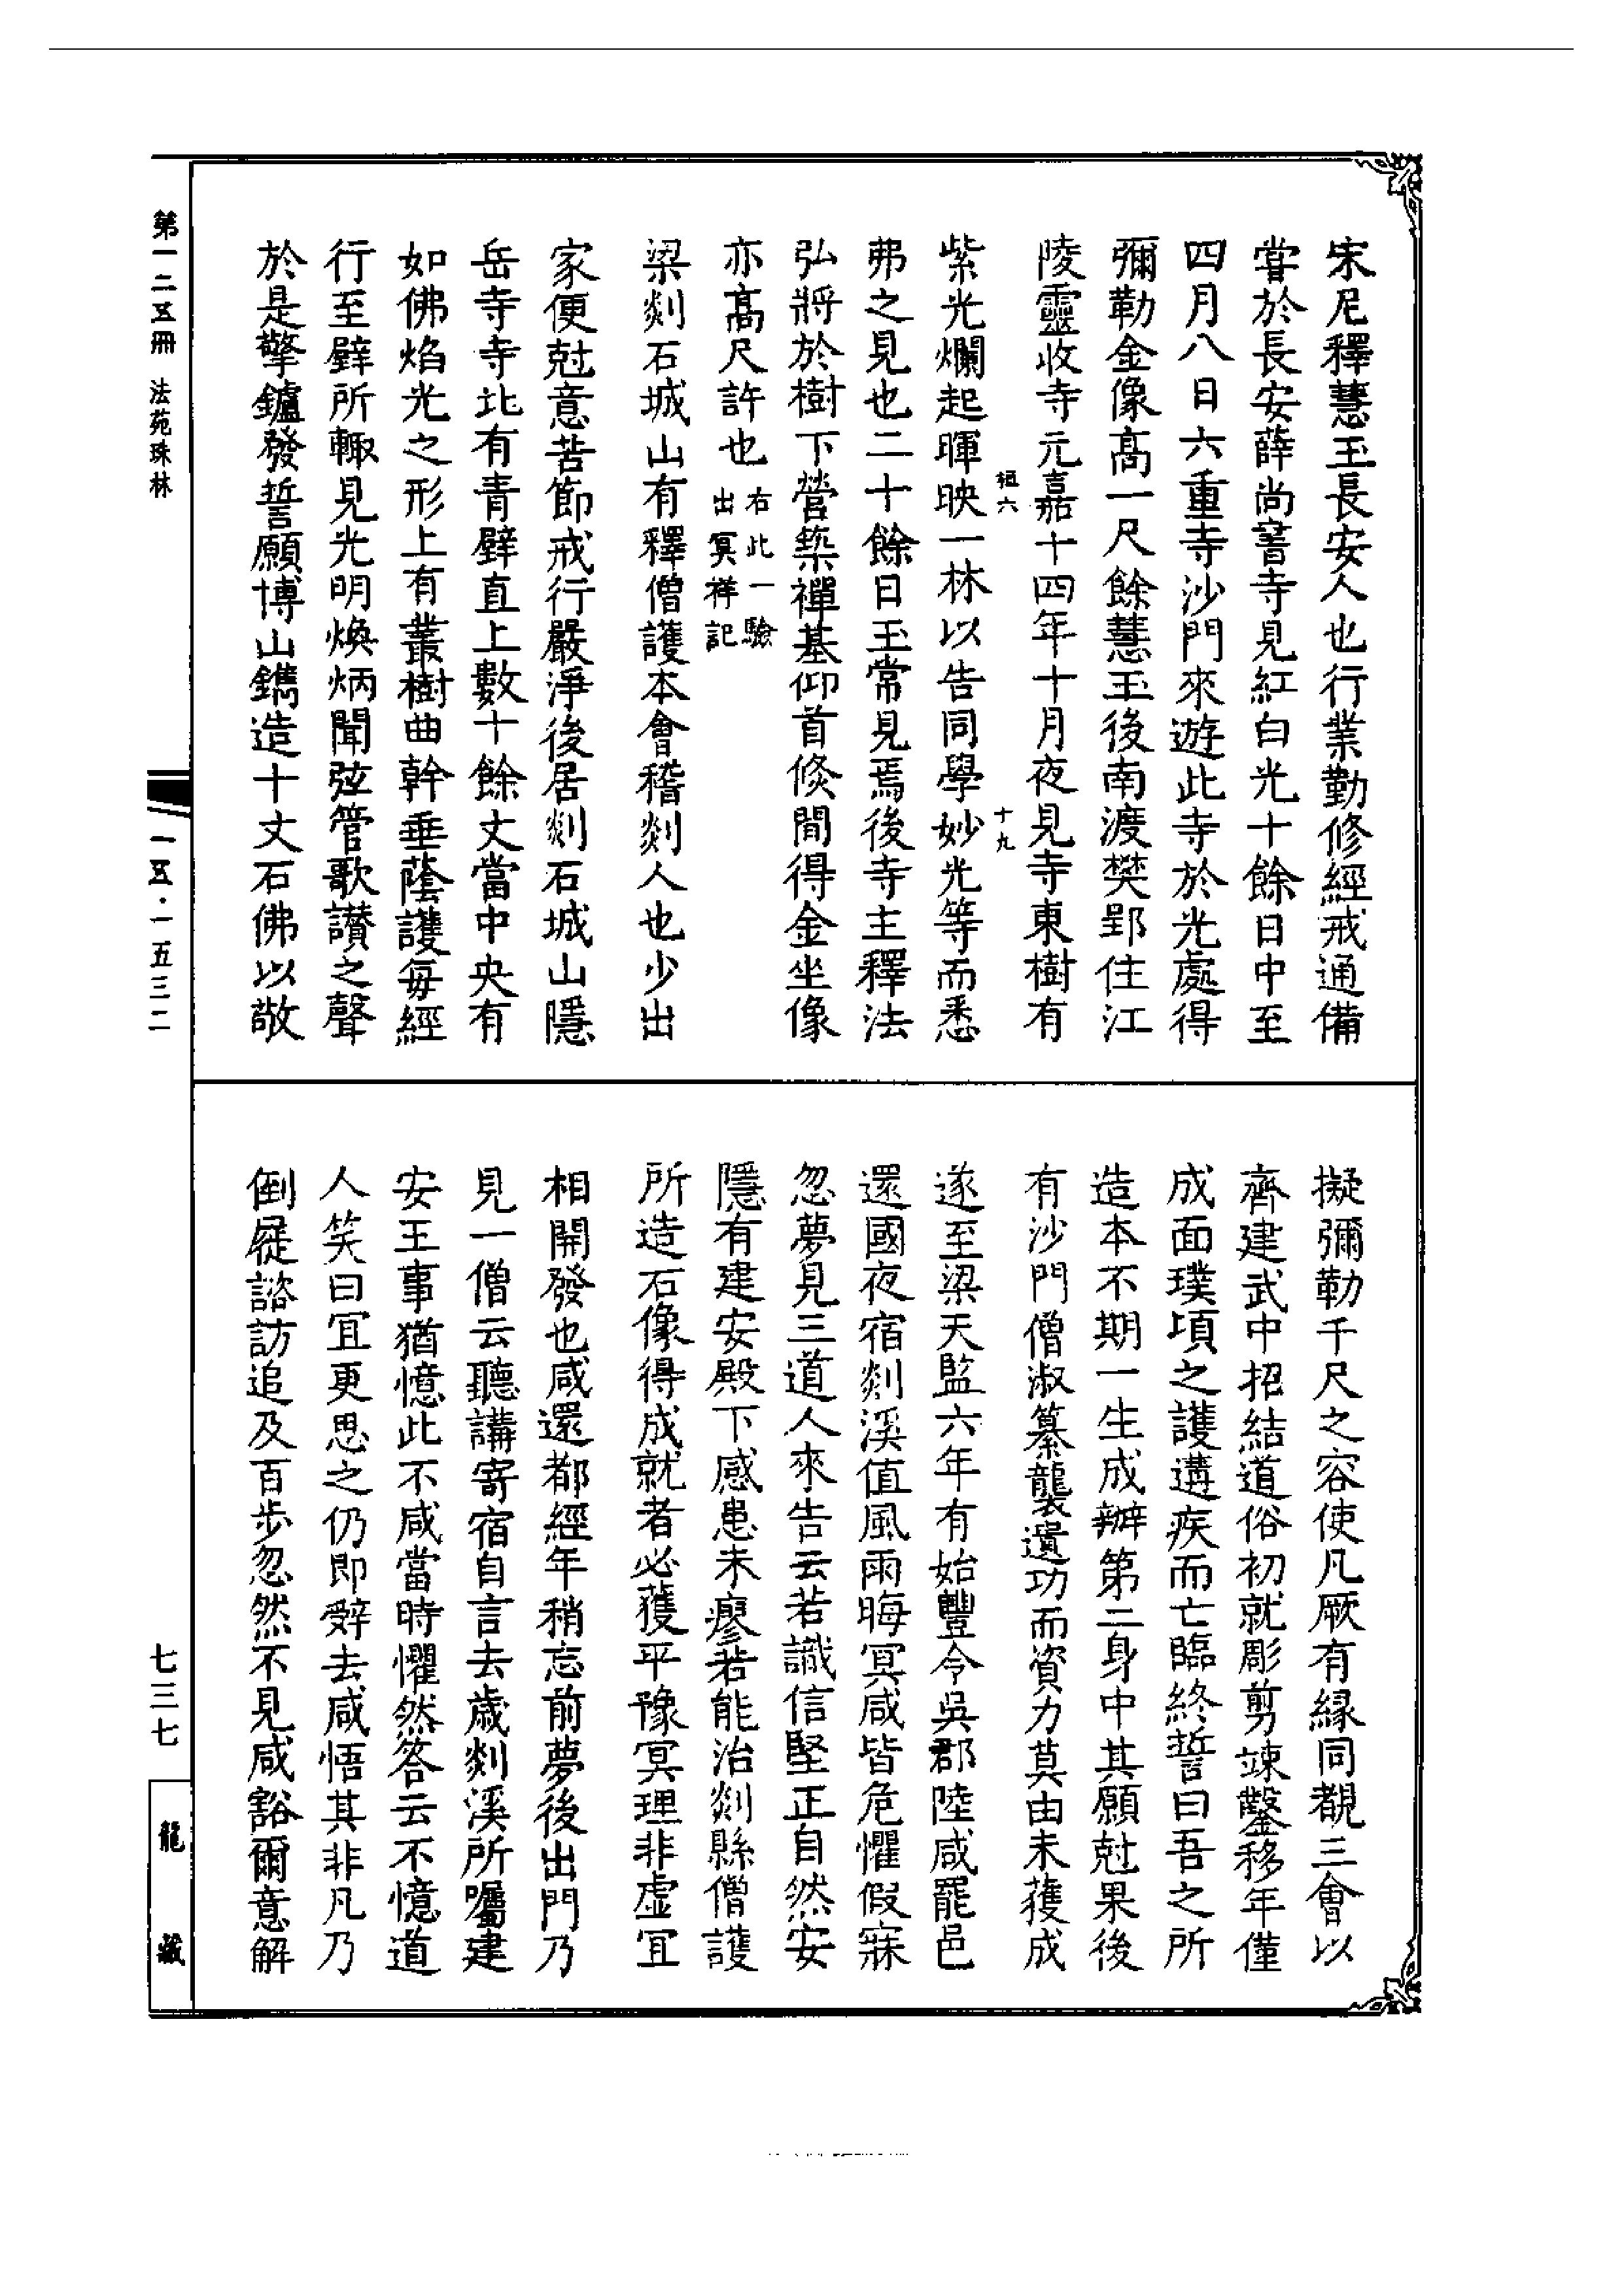 宋尼釋慧玉長安人也行業勤修經戒通備
甞於長安薛尚書寺見紅白光十餘日中至
四月八日六重寺沙門來遊此寺於光處得
彌勒金像高一尺餘慧玉後南渡樊郢住江
陵靈收寺元嘉十四年十月夜見寺東樹有
十九
紫光爛起暉映一林以告同學妙光等而悉
弗之見也二十餘日玉常見焉後寺主釋法
弘將於樹下營築禪基仰首倏間得金坐像
亦高尺許也
右此一驗
出冥祥記
梁剡石城山有釋僧護本會稽剡人也少出
家便尅意苦節戒行嚴淨後居剡石城山隱
岳寺寺北有青壁直上數十餘丈當中央有
如佛焰光之形上有叢樹曲幹垂蔭護每經
行至壁所輙見光明煥炳聞弦管歌讃之聲
於是擎鑪發誓願博山鐫造十丈石佛以敬
擬彌勒千尺之容使凡厥有緣同覩三會以
齊建武中招結道俗初就彫剪竦鑿移年僅
成面璞頃之護遘疾而亡臨終誓曰吾之所
造本不期一生成辦第二身中其願尅果後
有沙門僧淑纂襲遺功而資力莫由未獲成
遂至梁天監六年有始豐令吳郡陸咸罷邑
還國夜宿剡溪值風雨晦冥咸皆危懼假寐
忽夢見三道人來告云若識信堅正自然安
隱有建安殿下感患未瘳若能治剡縣僧護
所造石像得成就者必獲平豫冥理非虛宜
相開發也咸還都經年稍忘前夢後出門乃
見一僧云聽講寄宿自言去歲剡溪所囑建
安王事猶憶此不咸當時懼然答云不憶道
人笑曰宜更思之仍即辤去咸悟其非凡乃
倒屣諮訪追及百步忽然不見咸豁爾意解
第一二五冊 法苑珠林
一五·一五三二
七三七
龍藏